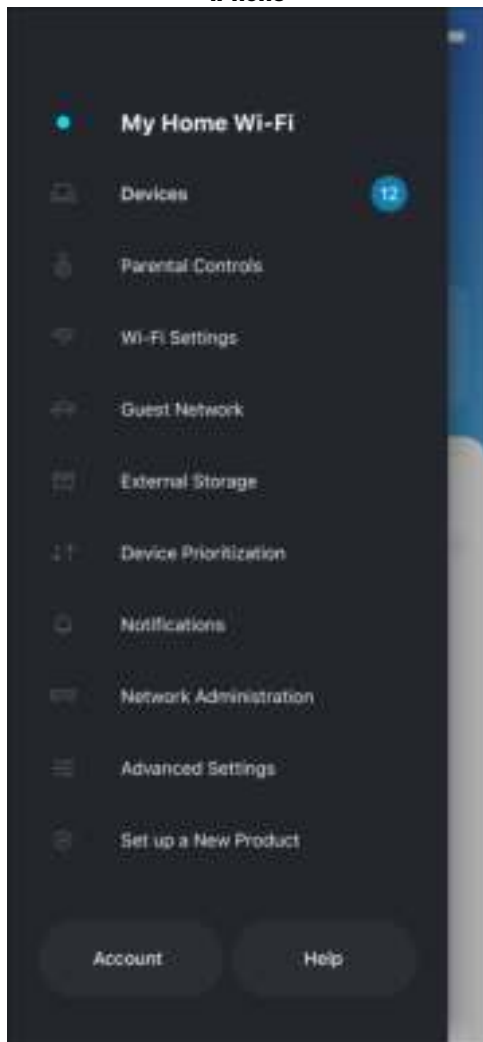 My Home Wi-Fi
Devices 12
Parental Controls
Wi-Fi Settings
Guest Network
External Storage
Device Prioritization
Notifications
Network Administration
Advanced Settings
Set up a New Product
Account Help